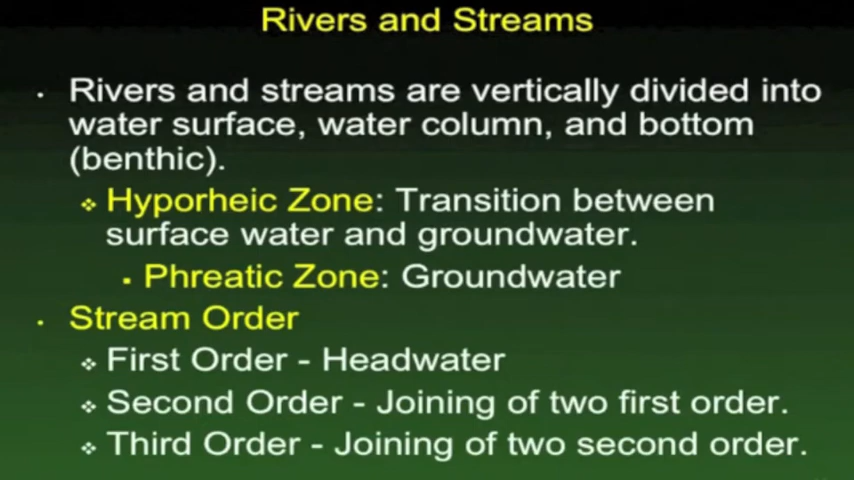 Rivers and Streams
• Rivers and streams are vertically divided into
water surface, water column, and bottom
(benthic).
❖ Hyporheic Zone: Transition between
surface water and groundwater.
▪ Phreatic Zone: Groundwater
• Stream Order
❖ First Order - Headwater
❖ Second Order - Joining of two first order.
❖ Third Order - Joining of two second order.